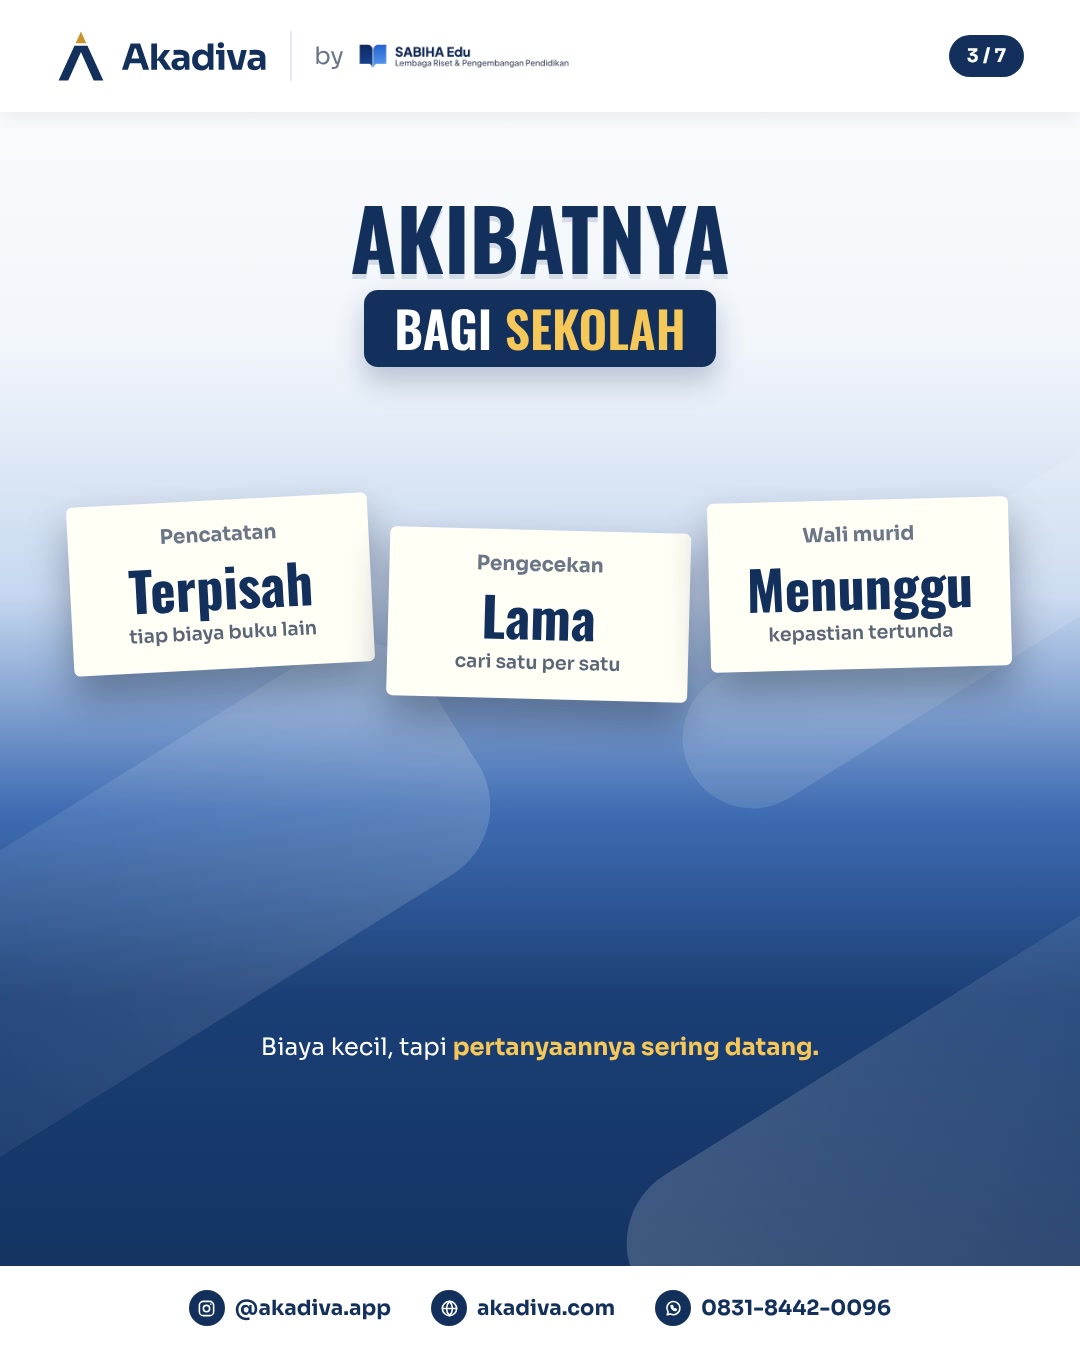 Akadiva
by
SABIHA Edu
Lembaga Riset & Pengembangan Pendidikan
3 / 7
AKIBATNYA
BAGI SEKOLAH
Pencatatan
Terpisah
tiap biaya buku lain
Pengecekan
Lama
cari satu per satu
Wali murid
Menunggu
kepastian tertunda
Biaya kecil, tapi pertanyaannya sering datang.
@akadiva.app
akadiva.com
0831-8442-0096